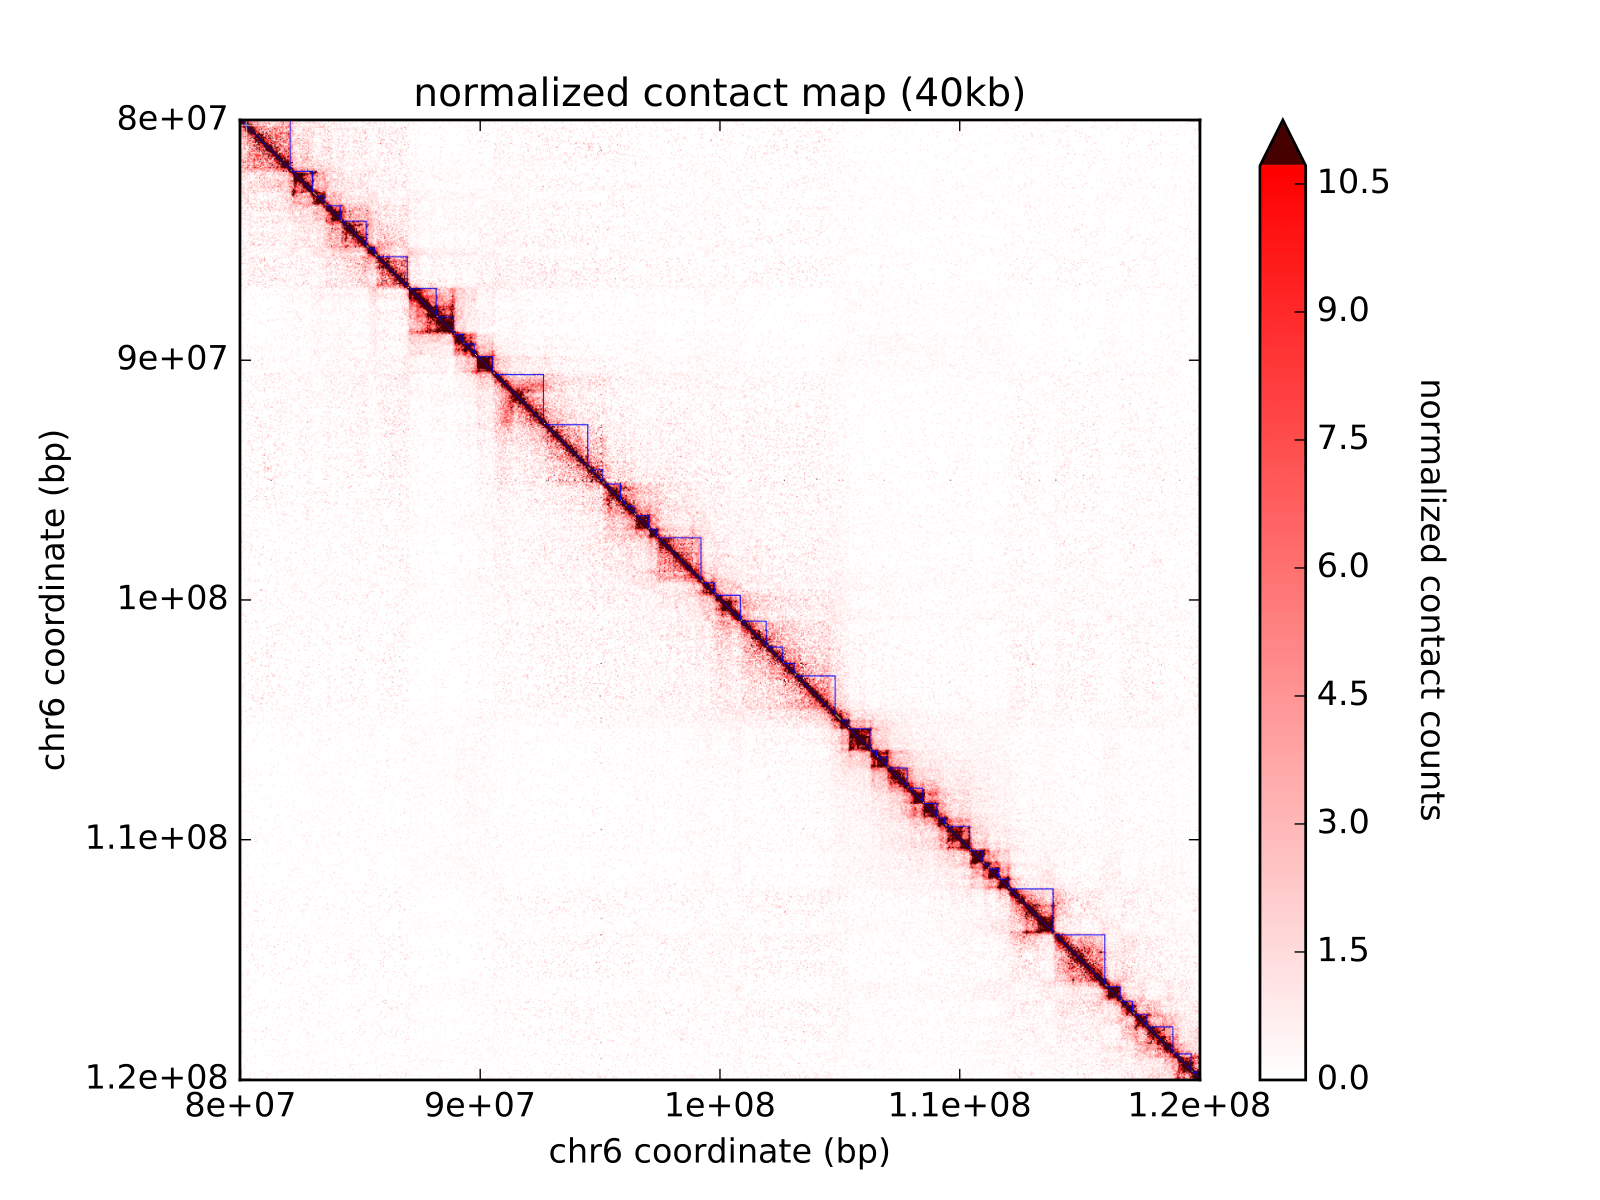 normalized contact map (40kb)
8e+07
9e+07
1e+08
1.1e+08
1.2e+08
chr6 coordinate (bp)
8e+07
9e+07
1e+08
1.1e+08
1.2e+08
chr6 coordinate (bp)
10.5
9.0
7.5
6.0
4.5
3.0
1.5
0.0
normalized contact counts